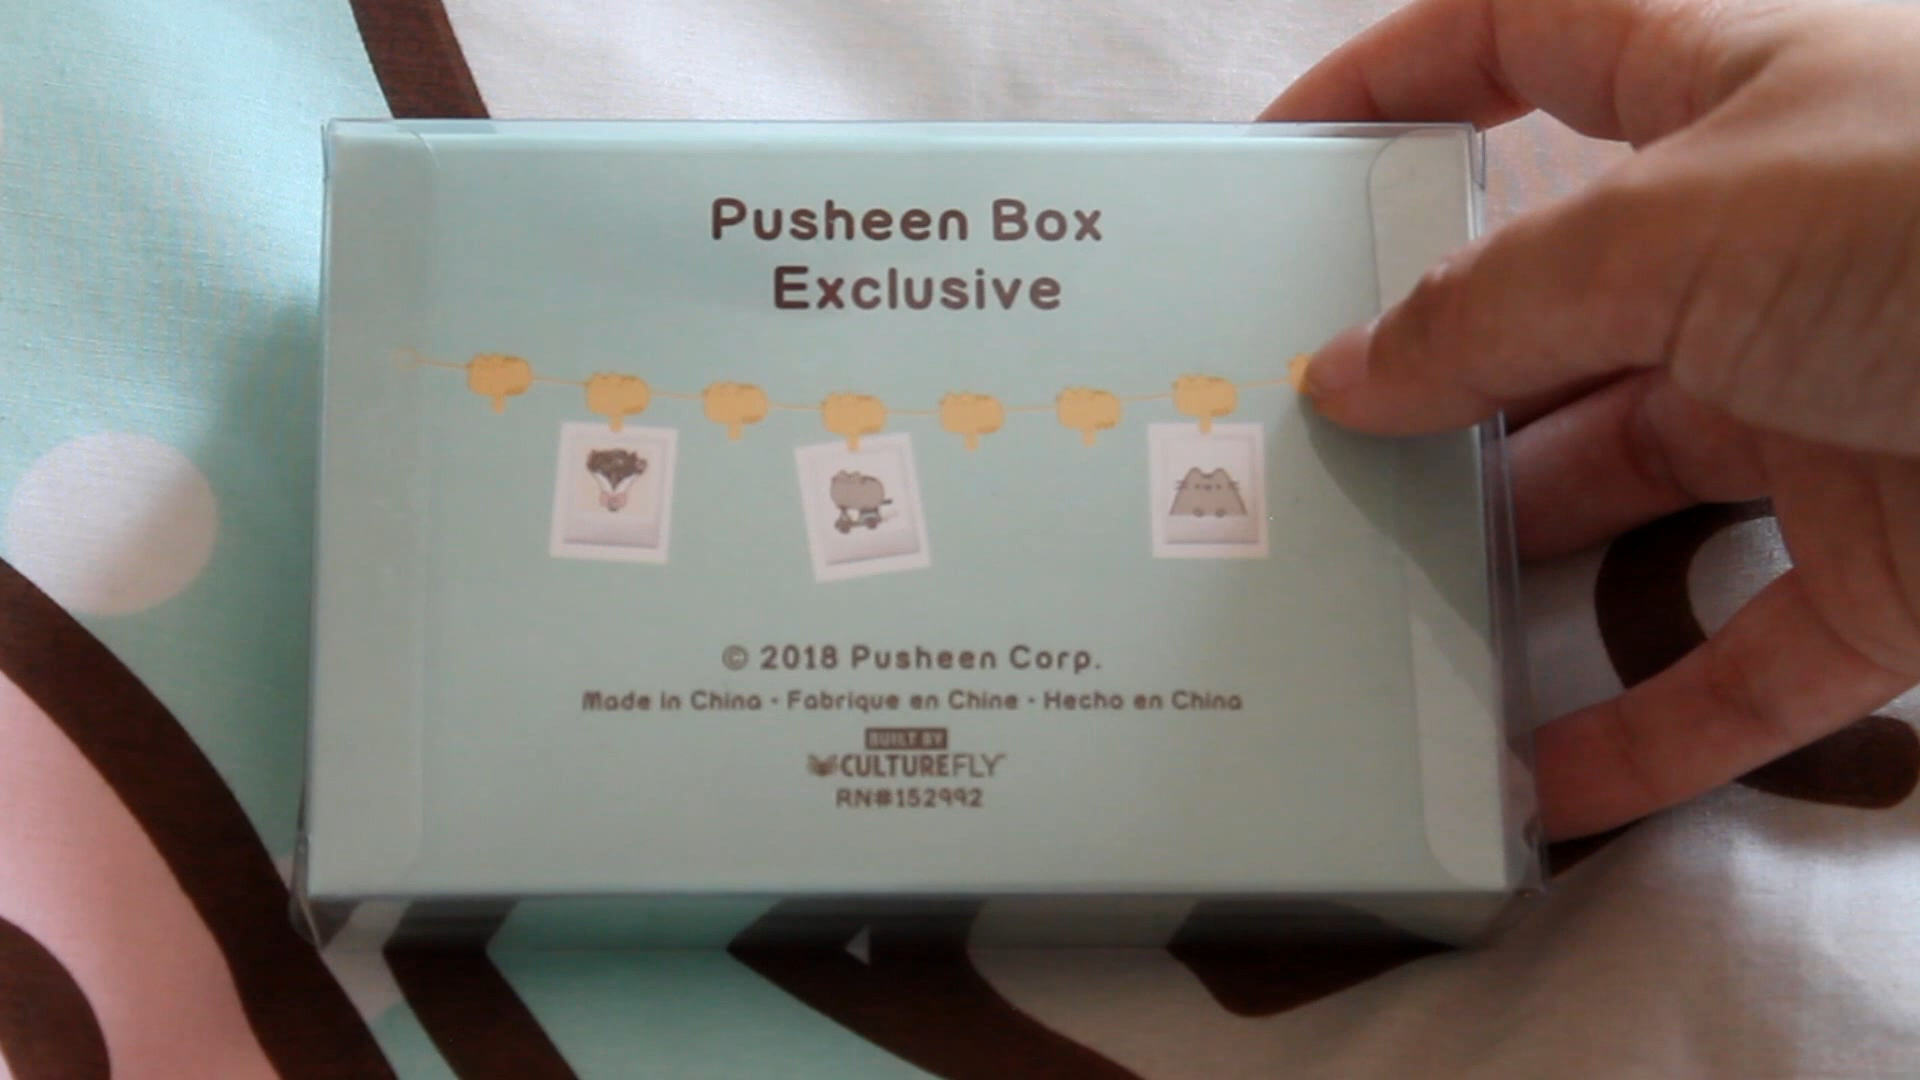 Pusheen Box
Exclusive
© 2018 Pusheen Corp.
Made in China - Fabrique en Chine - Hecho en China
BUILT BY
CULTUREFLY
RN#152992